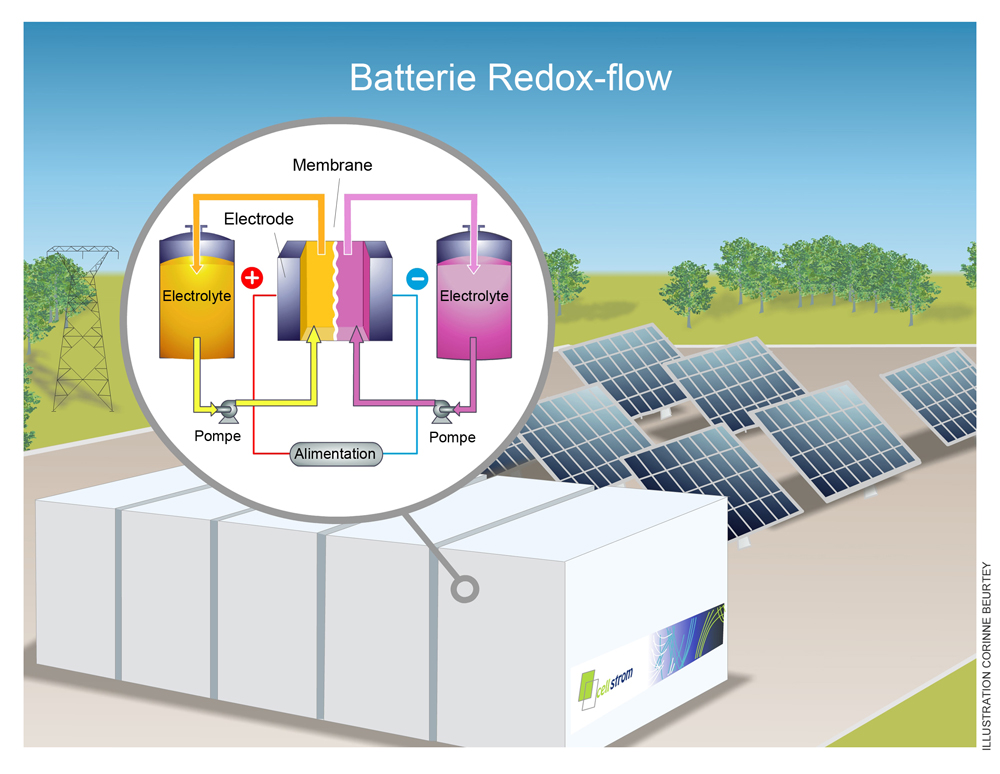 Batterie Redox-flow
Membrane
Electrode
+
−
Electrolyte
Electrolyte
Pompe
Pompe
Alimentation
cellstrom
ILLUSTRATION CORINNE BEURTEY